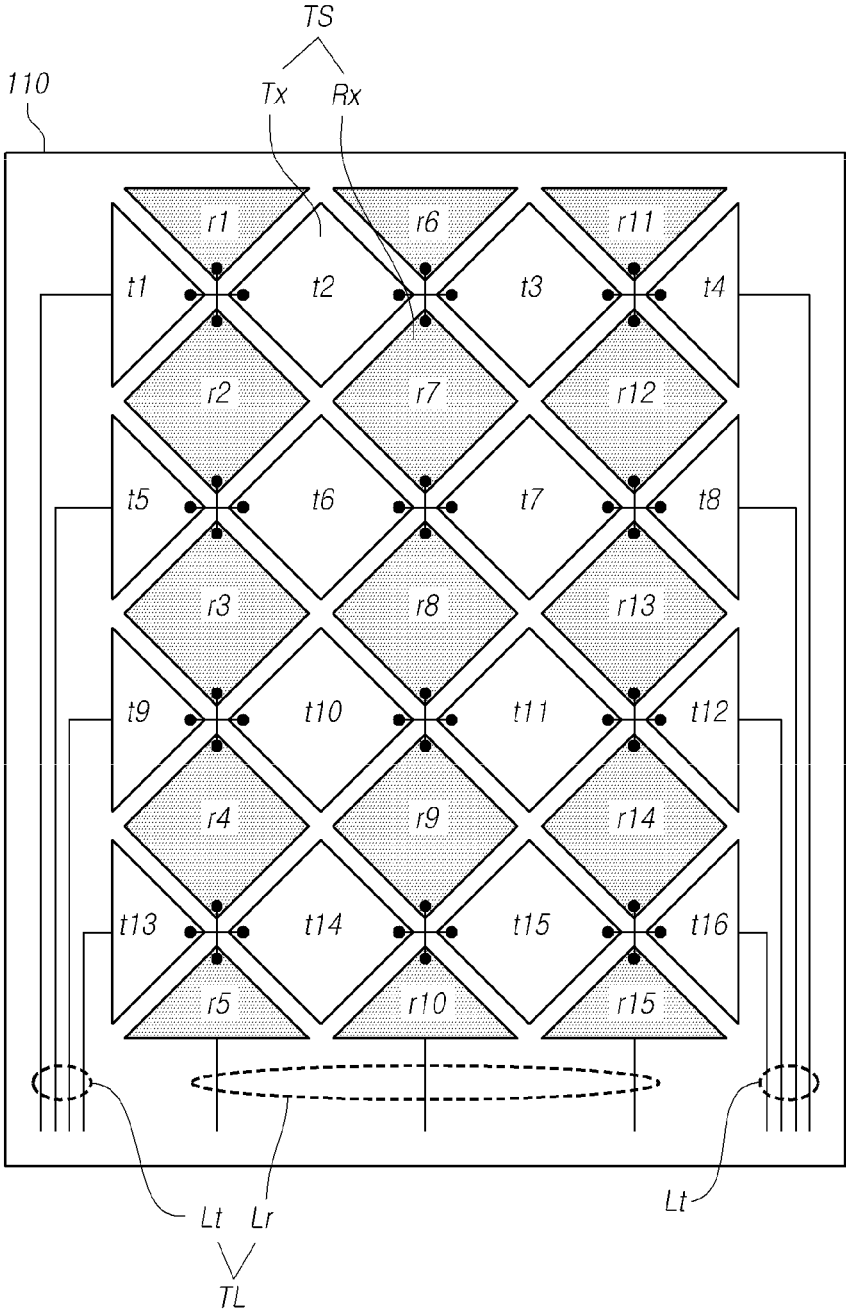 TS
110 Tx Rx
r1 r6 r11
t1 t2 t3 t4
r2 r7 r12
t5 t6 t7 t8
r3 r8 r13
t9 t10 t11 t12
r4 r9 r14
t13 t14 t15 t16
r5 r10 r15
Lt Lr Lt
TL